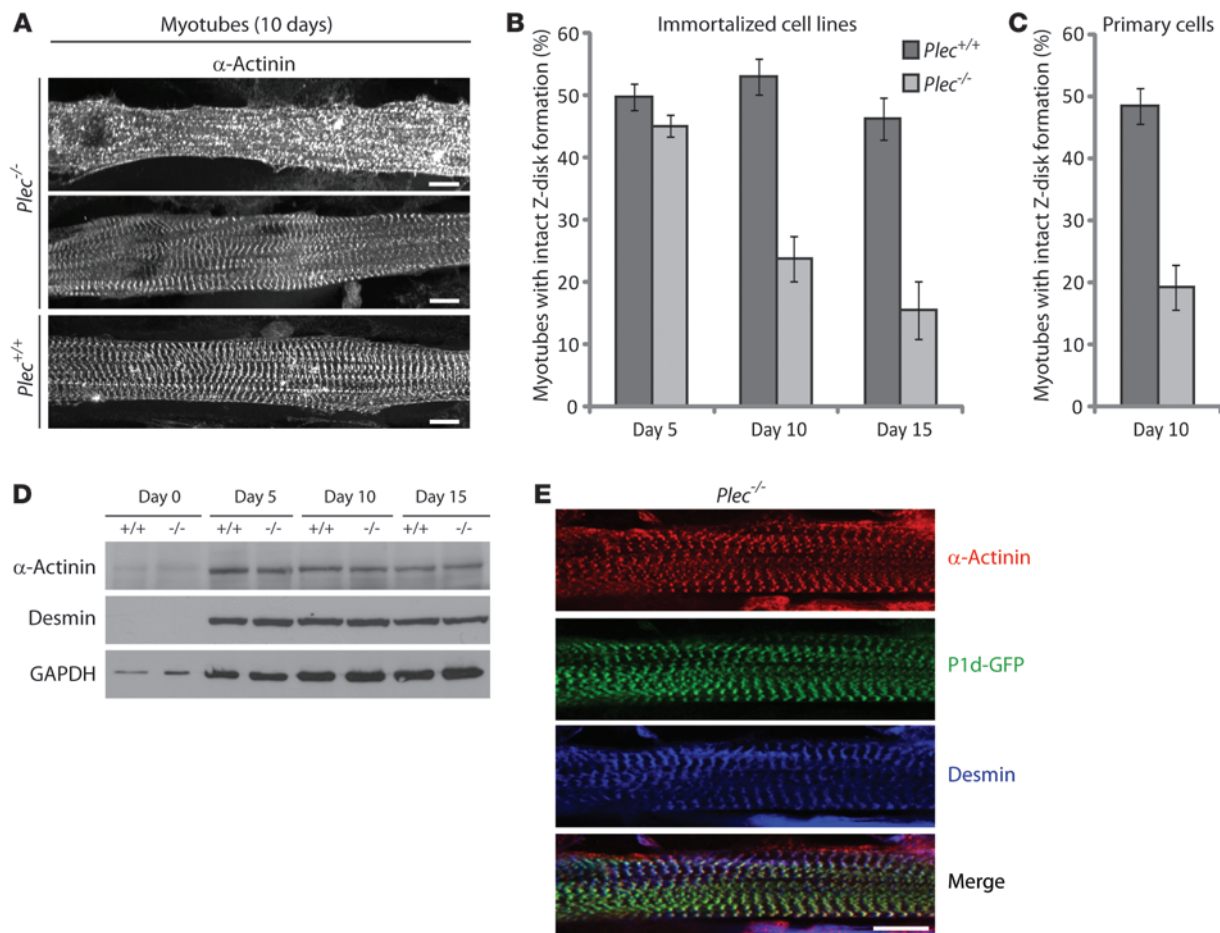 A
Myotubes (10 days)
α-Actinin
Plec-/-
Plec+/+
B
Immortalized cell lines
Myotubes with intact Z-disk formation (%)
60
50
40
30
20
10
0
Plec+/+
Plec-/-
Day 5
Day 10
Day 15
C
Primary cells
Myotubes with intact Z-disk formation (%)
60
50
40
30
20
10
0
Day 10
D
Day 0 Day 5 Day 10 Day 15
+/+ -/- +/+ -/- +/+ -/- +/+ -/-
α-Actinin
Desmin
GAPDH
E
Plec-/-
α-Actinin
P1d-GFP
Desmin
Merge